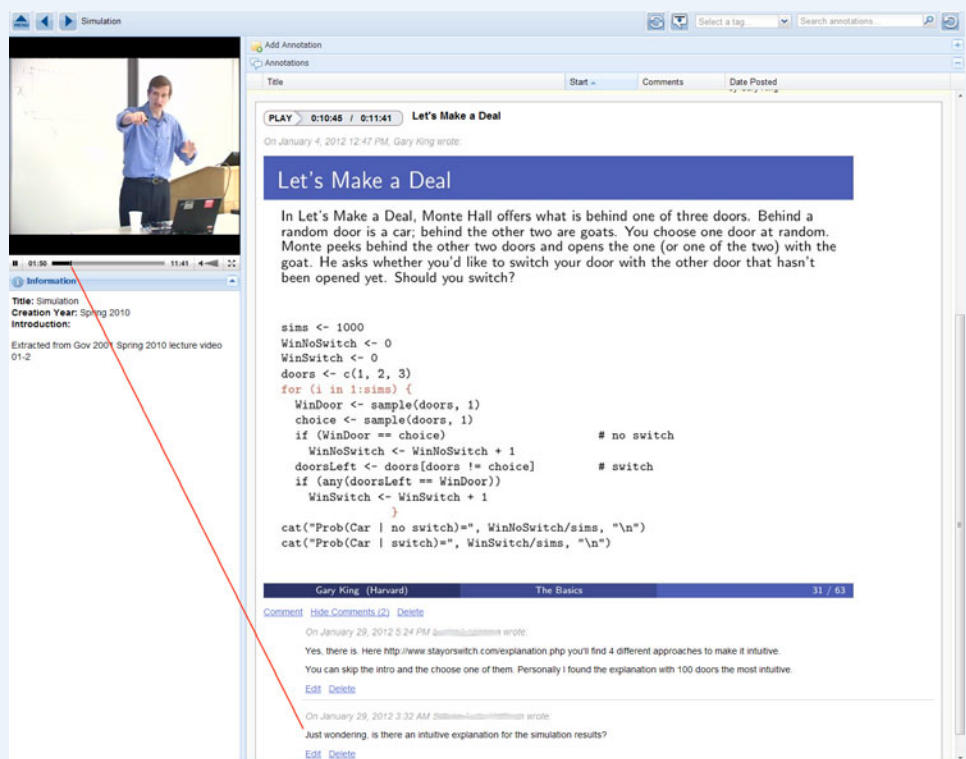 MENU
Simulation
Select a tag...
Search annotations...
Add Annotation
Annotations
Title Start Comments Date Posted
by Gary King
PLAY 0:10:45 / 0:11:41 Let's Make a Deal
On January 4, 2012 12:47 PM, Gary King wrote:
Let's Make a Deal
In Let's Make a Deal, Monte Hall offers what is behind one of three doors. Behind a
random door is a car; behind the other two are goats. You choose one door at random.
Monte peeks behind the other two doors and opens the one (or one of the two) with the
goat. He asks whether you'd like to switch your door with the other door that hasn't
been opened yet. Should you switch?
01:50 11:41
Information
Title: Simulation
Creation Year: Spring 2010
Introduction:
Extracted from Gov 2001 Spring 2010 lecture video
01-2
sims <- 1000
WinNoSwitch <- 0
WinSwitch <- 0
doors <- c(1, 2, 3)
for (i in 1:sims) {
WinDoor <- sample(doors, 1)
choice <- sample(doors, 1)
if (WinDoor == choice) # no switch
WinNoSwitch <- WinNoSwitch + 1
doorsLeft <- doors[doors != choice] # switch
if (any(doorsLeft == WinDoor))
WinSwitch <- WinSwitch + 1
}
cat("Prob(Car | no switch)=", WinNoSwitch/sims, "\n")
cat("Prob(Car | switch)=", WinSwitch/sims, "\n")
Gary King (Harvard) The Basics 31 / 63
Comment Hide Comments (2) Delete
On January 29, 2012 5:24 PM wrote:
Yes, there is. Here http://www.stayorswitch.com/explanation.php you'll find 4 different approaches to make it intuitive.
You can skip the intro and the choose one of them. Personally I found the explanation with 100 doors the most intuitive.
Edit Delete
On January 29, 2012 3:32 AM wrote:
Just wondering, is there an intuitive explanation for the simulation results?
Edit Delete